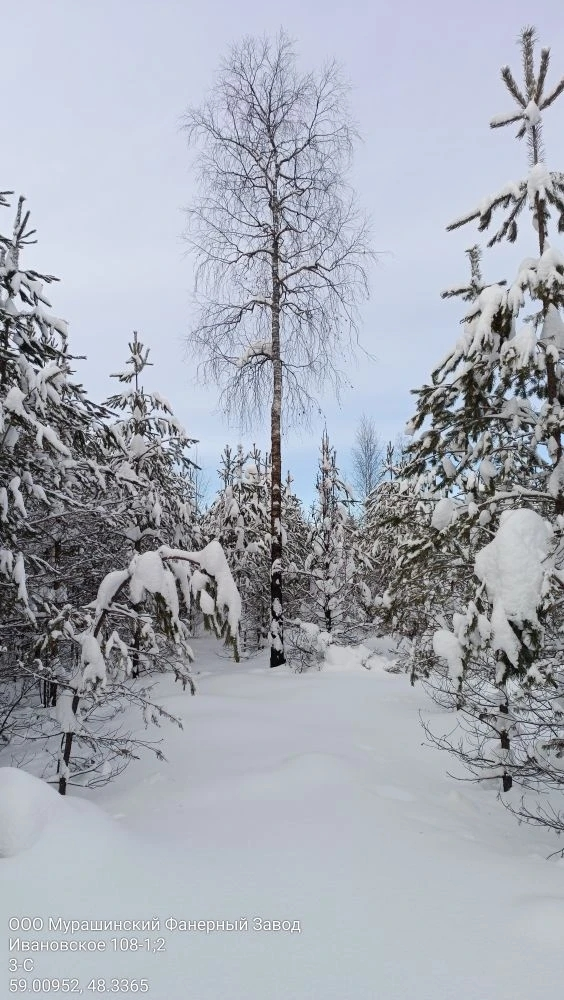 ООО Мурашинский Фанерный Завод
Ивановское 108-1;2
3-С
59.00952, 48.3365